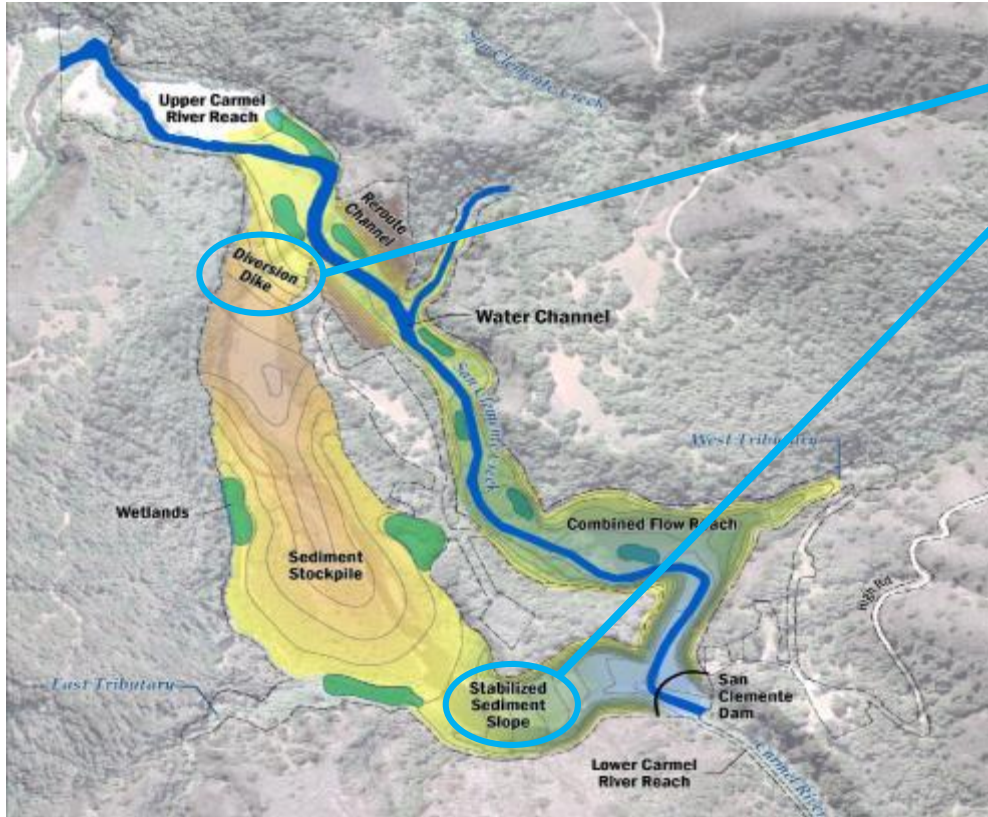 San Clemente Creek
Upper Carmel
River Reach
Reroute
Channel
Diversion
Dike
Water Channel
San Clemente Creek
West Tributary
Wetlands
Combined Flow Reach
Sediment
Stockpile
High Rd
East Tributary
Stabilized
Sediment
Slope
San
Clemente
Dam
Lower Carmel
River Reach
Carmel River